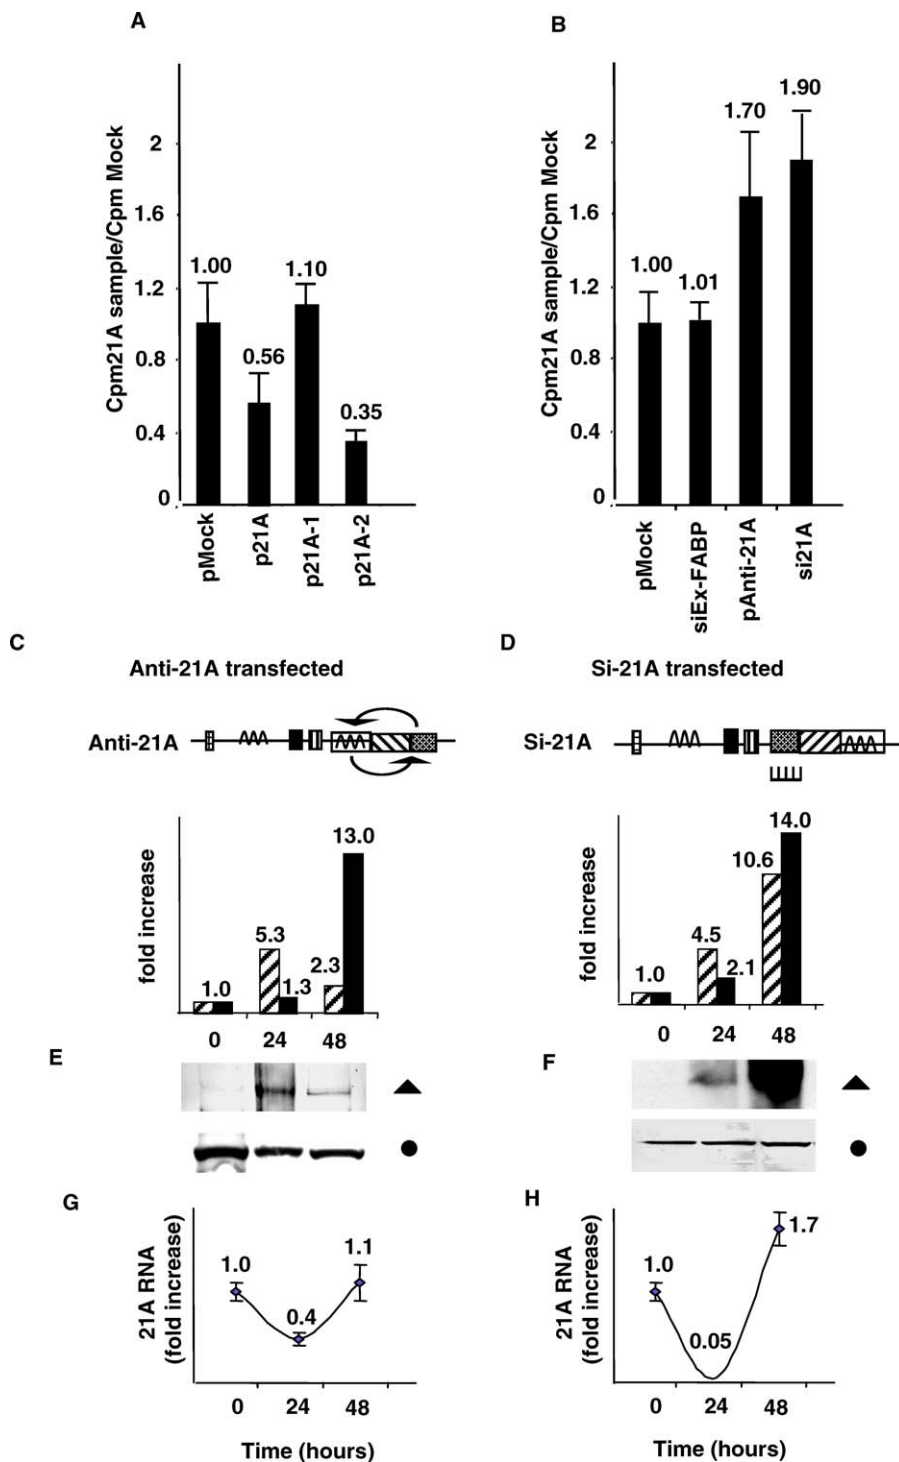 A
Cpm21A sample/Cpm Mock
2
1.6
1.2
0.8
0.4
0
1.00
0.56
1.10
0.35
pMock
p21A
p21A-1
p21A-2
B
Cpm21A sample/Cpm Mock
2
1.6
1.2
0.8
0.4
0
1.00
1.01
1.70
1.90
pMock
siEx-FABP
pAnti-21A
si21A
C
Anti-21A transfected
Anti-21A
fold increase
1.0
5.3
1.3
2.3
13.0
0 24 48
D
Si-21A transfected
Si-21A
fold increase
1.0
4.5
2.1
10.6
14.0
0 24 48
E
F
G
21A RNA
(fold increase)
1.0
0.4
1.1
0 24 48
Time (hours)
H
21A RNA
(fold increase)
1.0
0.05
1.7
0 24 48
Time (hours)